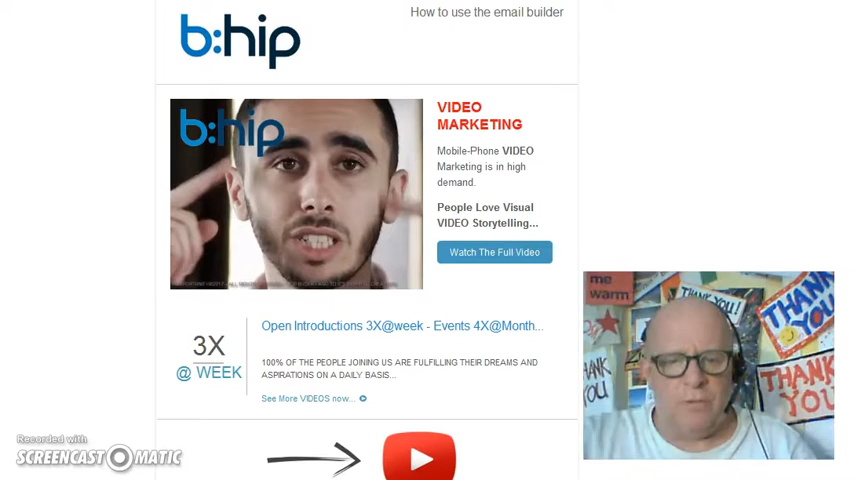 How to use the email builder
b:hip
b:hip
VIDEO
MARKETING
Mobile-Phone VIDEO
Marketing is in high
demand.
People Love Visual
VIDEO Storytelling...
Watch The Full Video
3X
@ WEEK
Open Introductions 3X@week - Events 4X@Month...
100% OF THE PEOPLE JOINING US ARE FULFILLING THEIR DREAMS AND
ASPIRATIONS ON A DAILY BASIS...
See More VIDEOS now...
me
warm
THANK YOU!
THANK
YOU!
THANK
YOU
THANK
YOU
Recorded with
SCREENCAST-O-MATIC